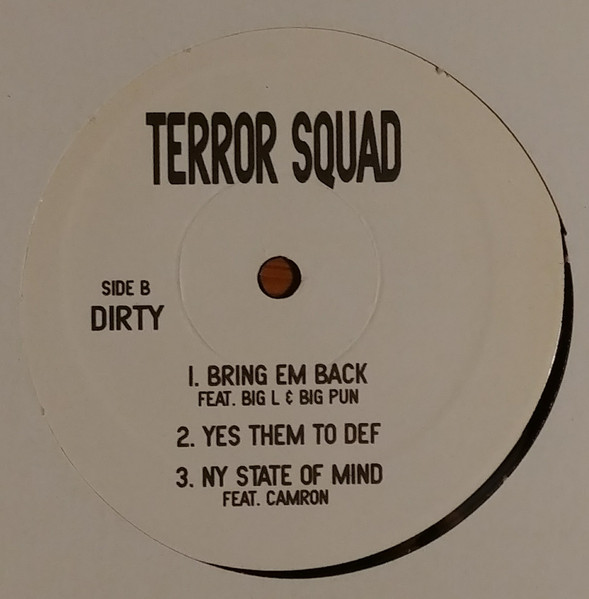 TERROR SQUAD
SIDE B
DIRTY
1. BRING EM BACK
FEAT. BIG L & BIG PUN
2. YES THEM TO DEF
3. NY STATE OF MIND
FEAT. CAMRON